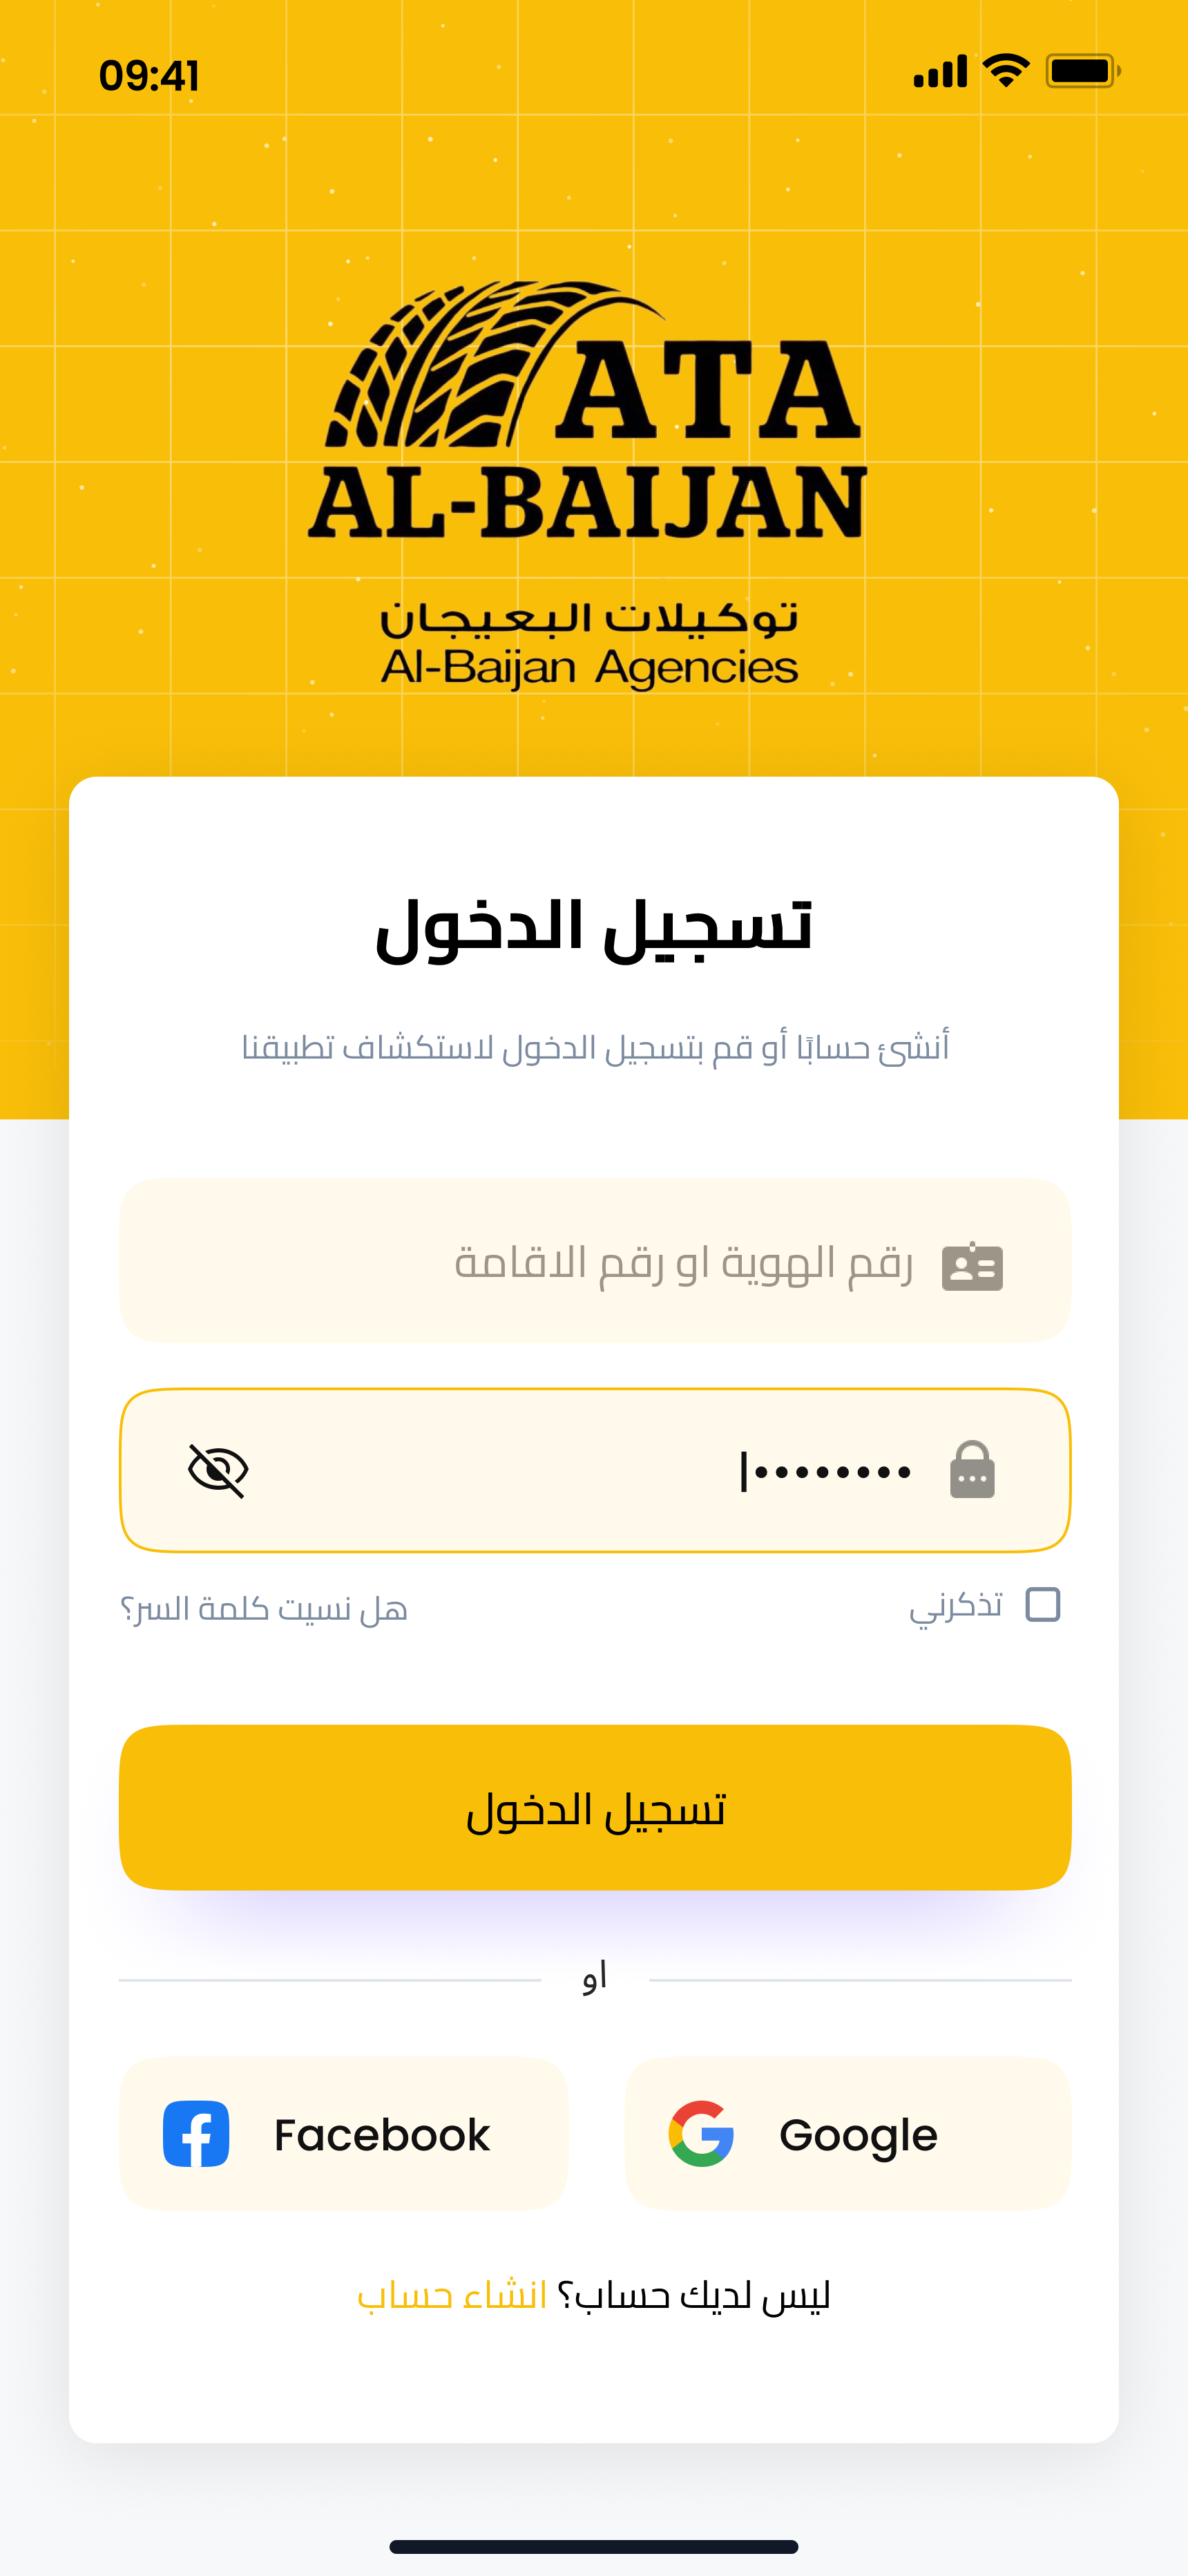 09:41
ATA
AL-BAIJAN
توكيلات البعيجان
Al-Baijan Agencies
تسجيل الدخول
أنشئ حسابًا أو قم بتسجيل الدخول لاستكشاف تطبيقنا
رقم الهوية او رقم الاقامة
••••••••
تذكرني
هل نسيت كلمة السر؟
تسجيل الدخول
او
Facebook
Google
ليس لديك حساب؟ انشاء حساب